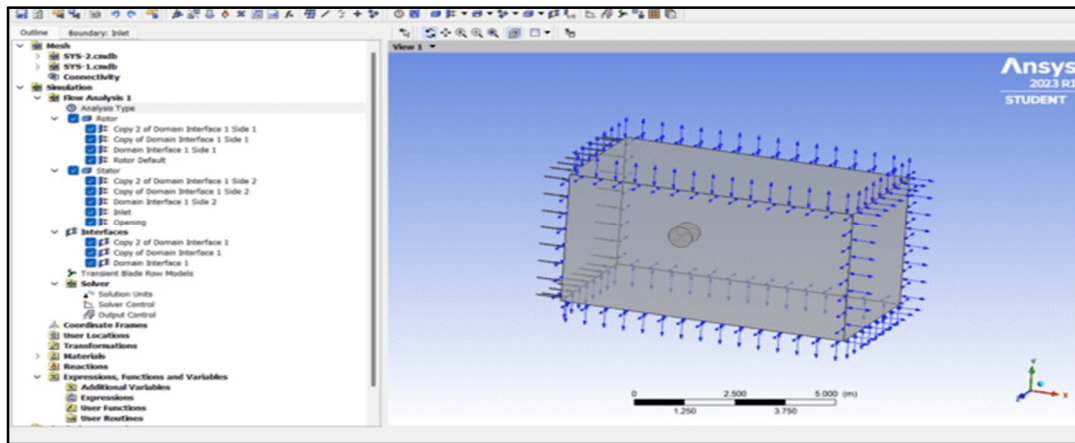 Outline
Boundary: Inlet
Mesh
SYS-2.cmdb
SYS-1.cmdb
Connectivity
Simulation
Flow Analysis 1
Analysis Type
Rotor
Copy 2 of Domain Interface 1 Side 1
Copy of Domain Interface 1 Side 1
Domain Interface 1 Side 1
Rotor Default
Stator
Copy 2 of Domain Interface 1 Side 2
Copy of Domain Interface 1 Side 2
Domain Interface 1 Side 2
Inlet
Opening
Interfaces
Copy 2 of Domain Interface 1
Copy of Domain Interface 1
Domain Interface 1
Transient Blade Row Models
Solver
Solution Units
Solver Control
Output Control
Coordinate Frames
User Locations
Transformations
Materials
Reactions
Expressions, Functions and Variables
Additional Variables
Expressions
User Functions
User Routines
View 1
Ansys
2023 R1
STUDENT
0 2.500 5.000 (m)
1.250 3.750
Y
Z X